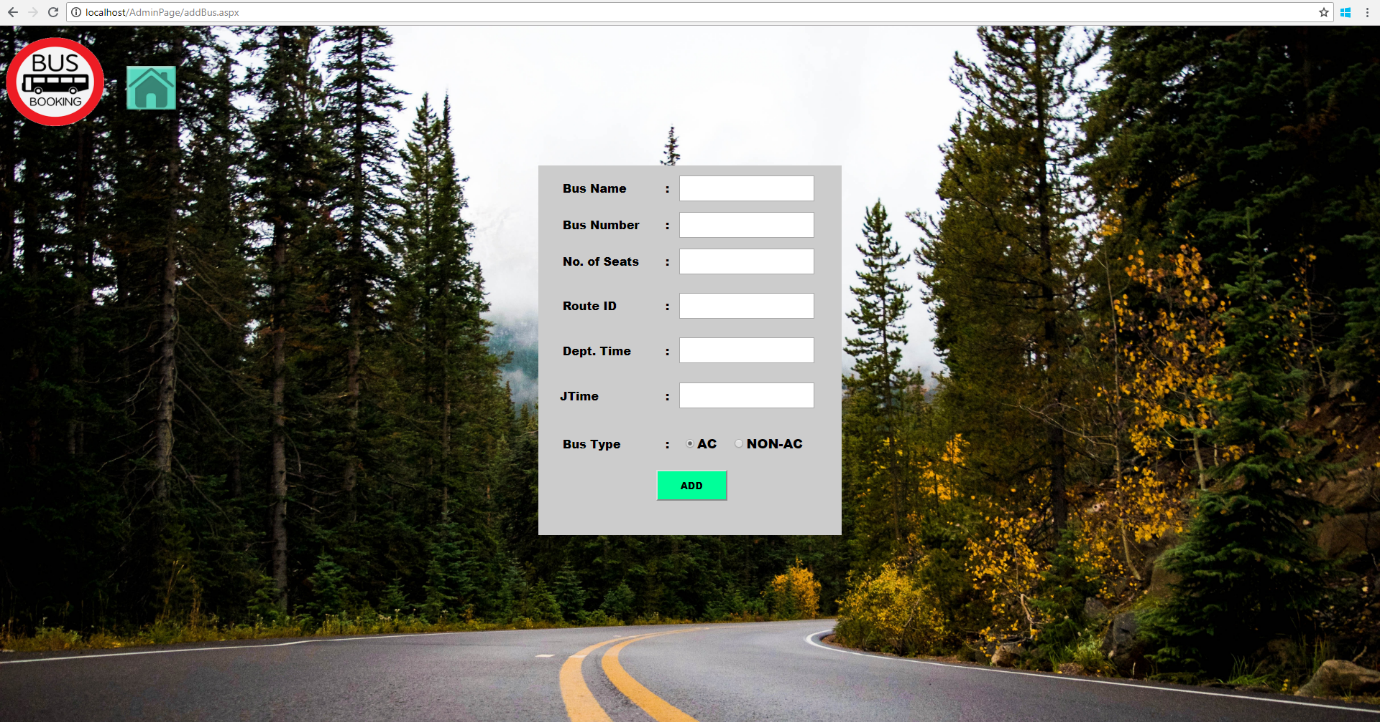 localhost/AdminPage/addBus.aspx
BUS
BOOKING
Bus Name :
Bus Number :
No. of Seats :
Route ID :
Dept. Time :
JTime :
Bus Type : AC NON-AC
ADD